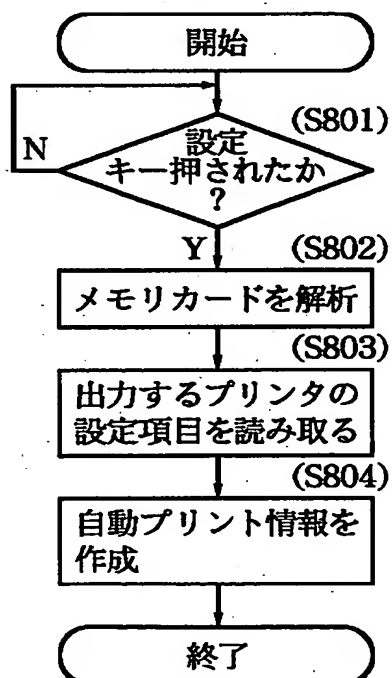 開始
(S801)
設定
キー押されたか
?
N
Y
(S802)
メモリカードを解析
(S803)
出力するプリンタの
設定項目を読み取る
(S804)
自動プリント情報を
作成
終了